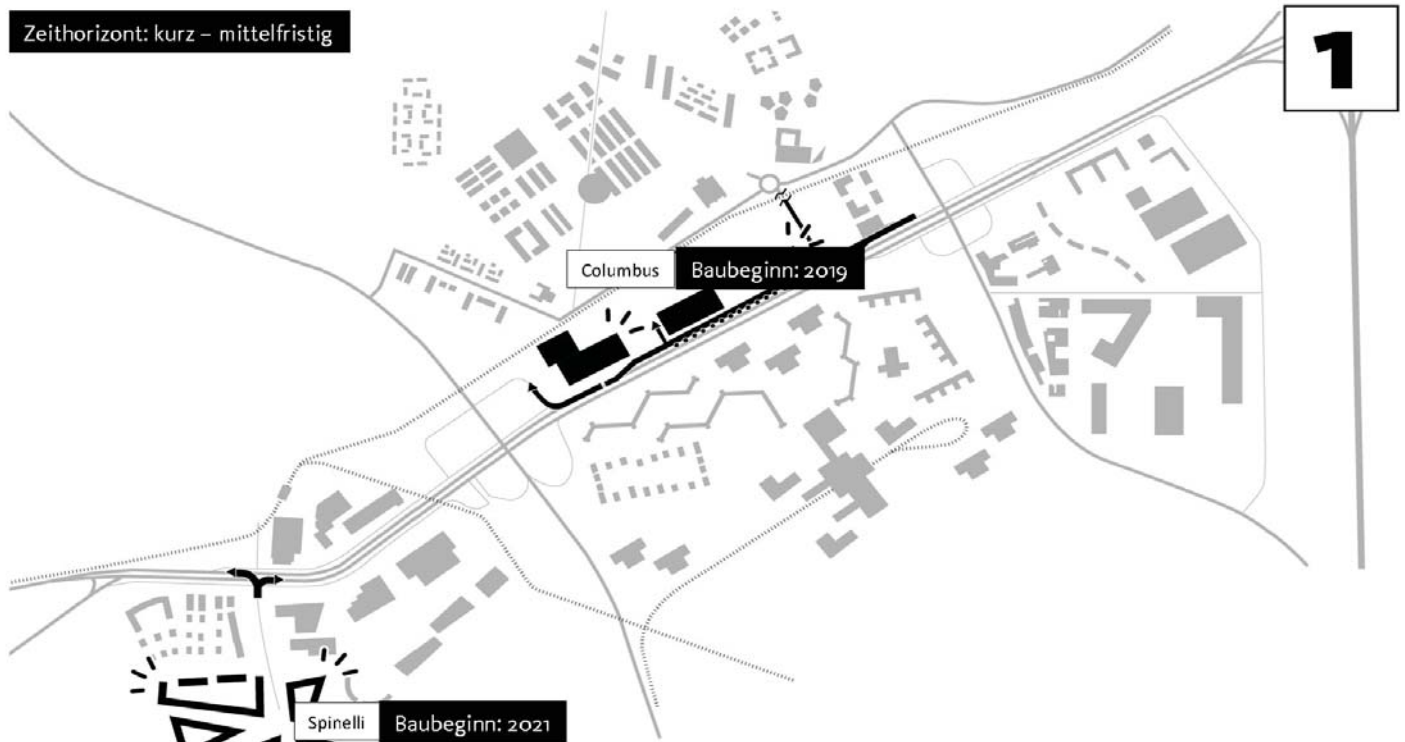 Zeithorizont: kurz – mittelfristig
1
Columbus
Baubeginn: 2019
Spinelli
Baubeginn: 2021